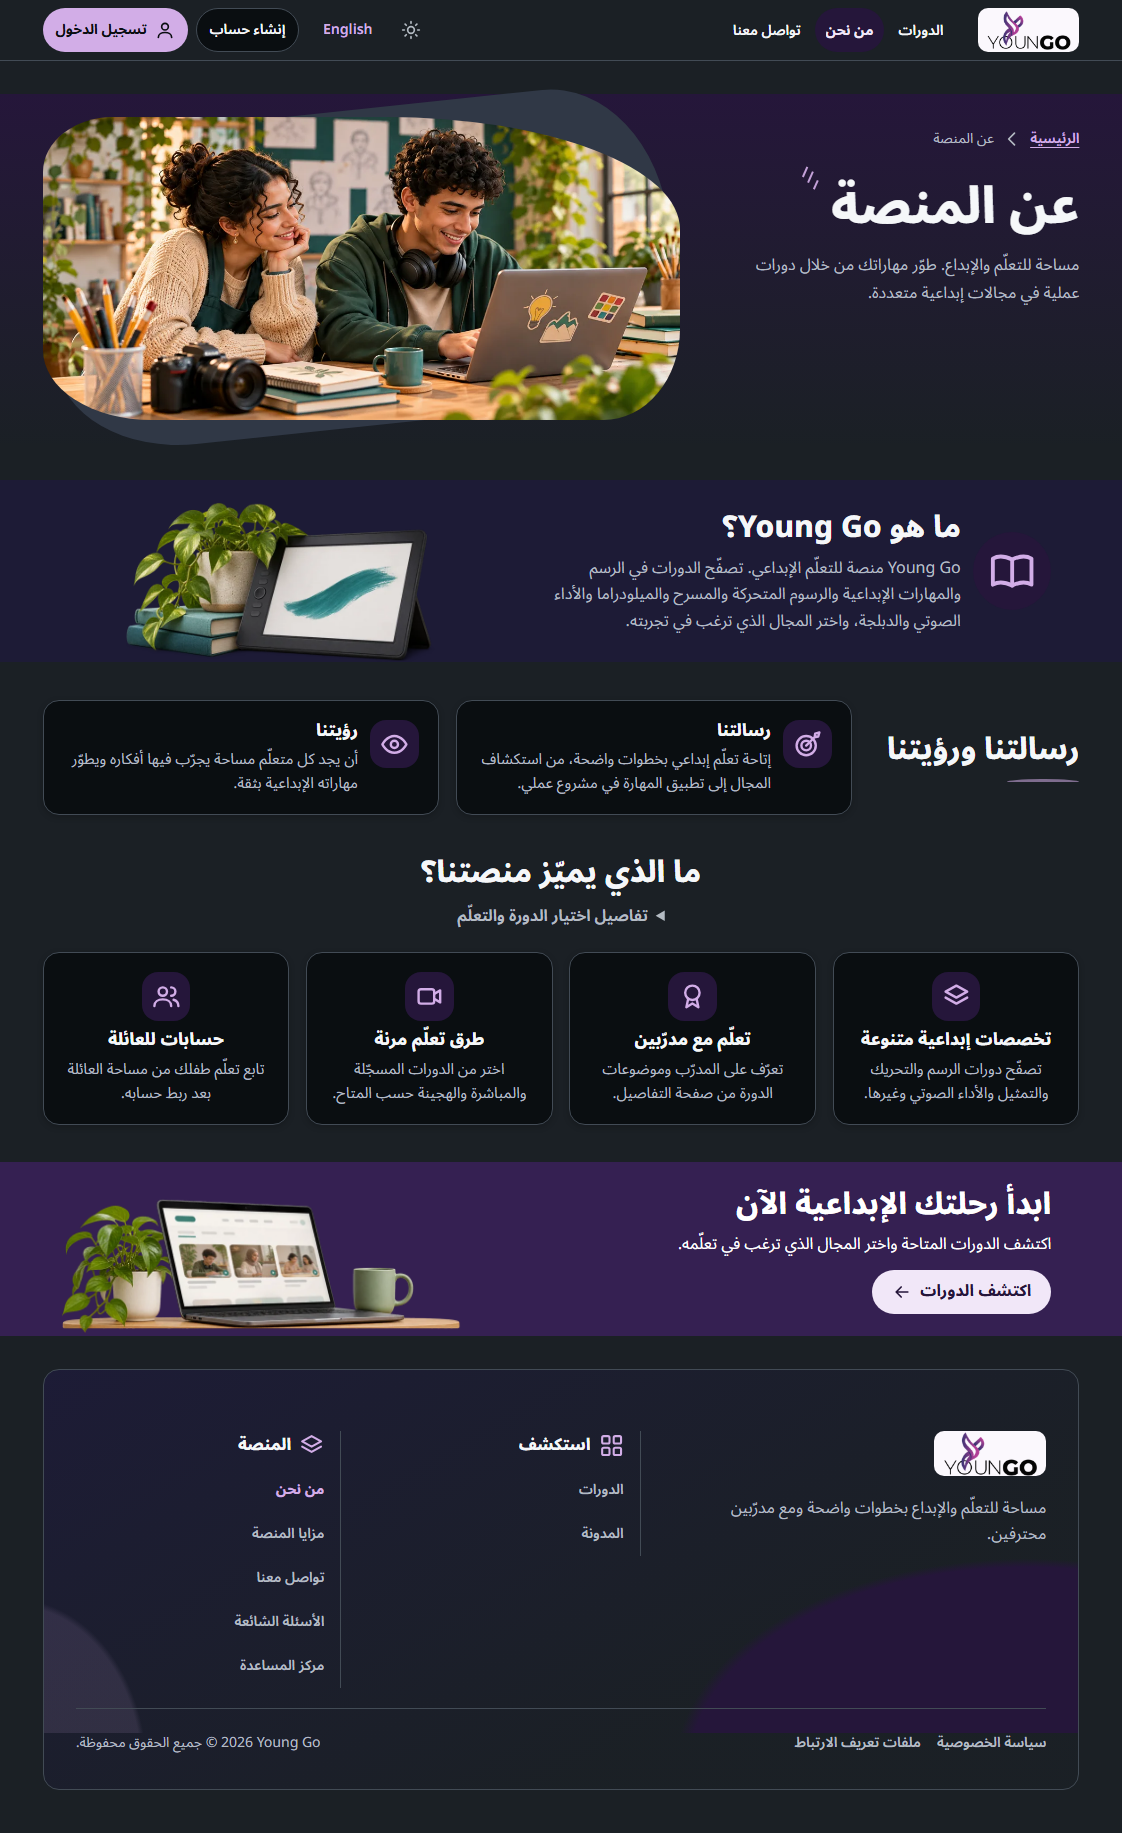 YOUNGO
الدورات
من نحن
تواصل معنا
English
إنشاء حساب
تسجيل الدخول
الرئيسية
عن المنصة
عن المنصة
مساحة للتعلّم والإبداع. طوّر مهاراتك من خلال دورات
عملية في مجالات إبداعية متعددة.
ما هو Young Go؟
Young Go منصة للتعلّم الإبداعي. تصفّح الدورات في الرسم
والمهارات الإبداعية والرسوم المتحركة والمسرح والميلودراما والأداء
الصوتي والدبلجة، واختر المجال الذي ترغب في تجربته.
رسالتنا ورؤيتنا
رسالتنا
إتاحة تعلّم إبداعي بخطوات واضحة، من استكشاف
المجال إلى تطبيق المهارة في مشروع عملي.
رؤيتنا
أن يجد كل متعلّم مساحة يجرّب فيها أفكاره ويطوّر
مهاراته الإبداعية بثقة.
ما الذي يميّز منصتنا؟
تفاصيل اختيار الدورة والتعلّم
تخصصات إبداعية متنوعة
تصفّح دورات الرسم والتحريك
والتمثيل والأداء الصوتي وغيرها.
تعلّم مع مدرّبين
تعرّف على المدرّب وموضوعات
الدورة من صفحة التفاصيل.
طرق تعلّم مرنة
اختر من الدورات المسجّلة
والمباشرة والهجينة حسب المتاح.
حسابات للعائلة
تابع تعلّم طفلك من مساحة العائلة
بعد ربط حسابه.
ابدأ رحلتك الإبداعية الآن
اكتشف الدورات المتاحة واختر المجال الذي ترغب في تعلّمه.
اكتشف الدورات
YOUNGO
مساحة للتعلّم والإبداع بخطوات واضحة ومع مدرّبين
محترفين.
استكشف
الدورات
المدونة
المنصة
من نحن
مزايا المنصة
تواصل معنا
الأسئلة الشائعة
مركز المساعدة
سياسة الخصوصية
ملفات تعريف الارتباط
Young Go 2026 © جميع الحقوق محفوظة.